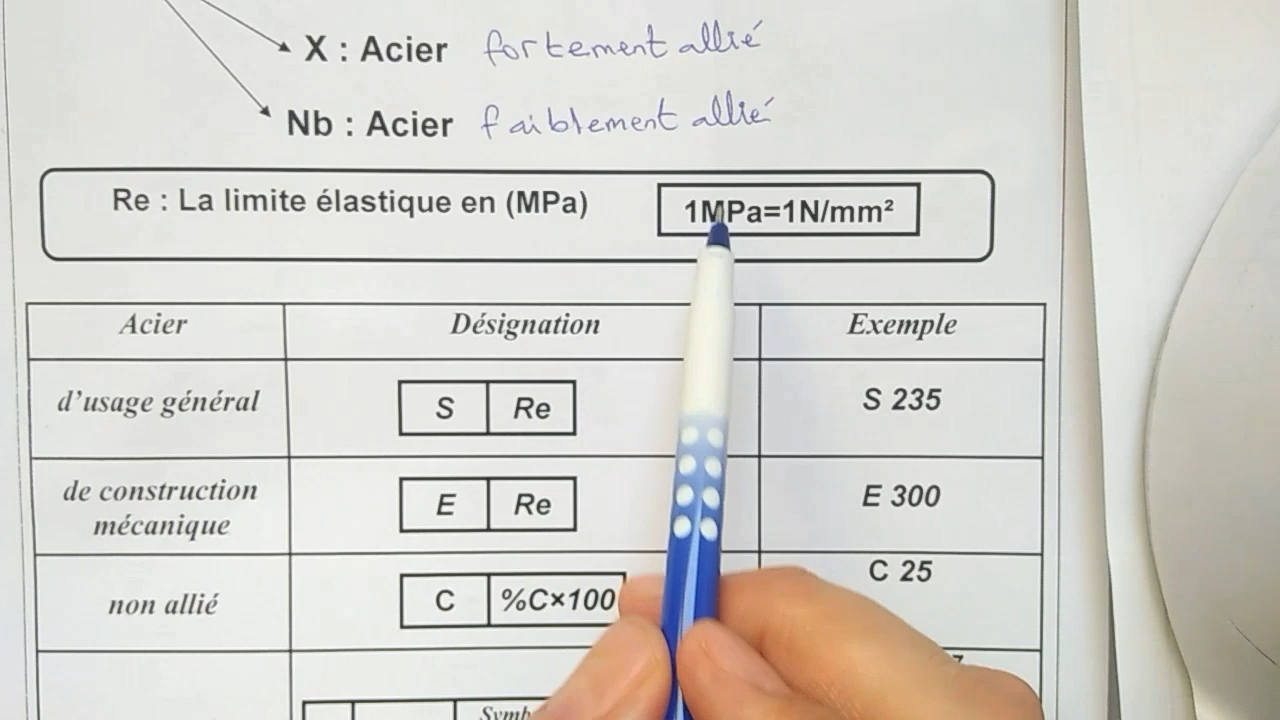 X : Acier fortement allié
Nb : Acier faiblement allié
Re : La limite élastique en (MPa)
1MPa=1N/mm²
Acier Désignation Exemple
d'usage général S Re S 235
de construction mécanique E Re E 300
non allié C %C×100 C 25